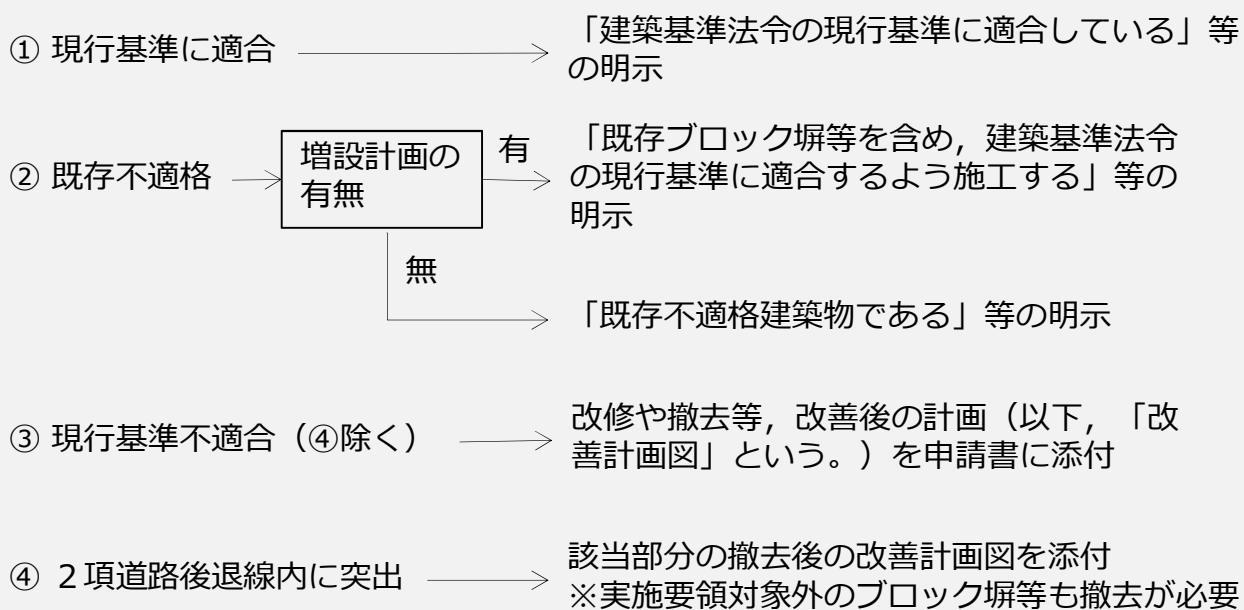 ① 現行基準に適合
「建築基準法令の現行基準に適合している」等
の明示
② 既存不適格
増設計画の
有無
有
「既存ブロック塀等を含め，建築基準法令
の現行基準に適合するよう施工する」等の
明示
無
「既存不適格建築物である」等の明示
③ 現行基準不適合（④除く）
改修や撤去等，改善後の計画（以下，「改
善計画図」という。）を申請書に添付
④ ２項道路後退線内に突出
該当部分の撤去後の改善計画図を添付
※実施要領対象外のブロック塀等も撤去が必要